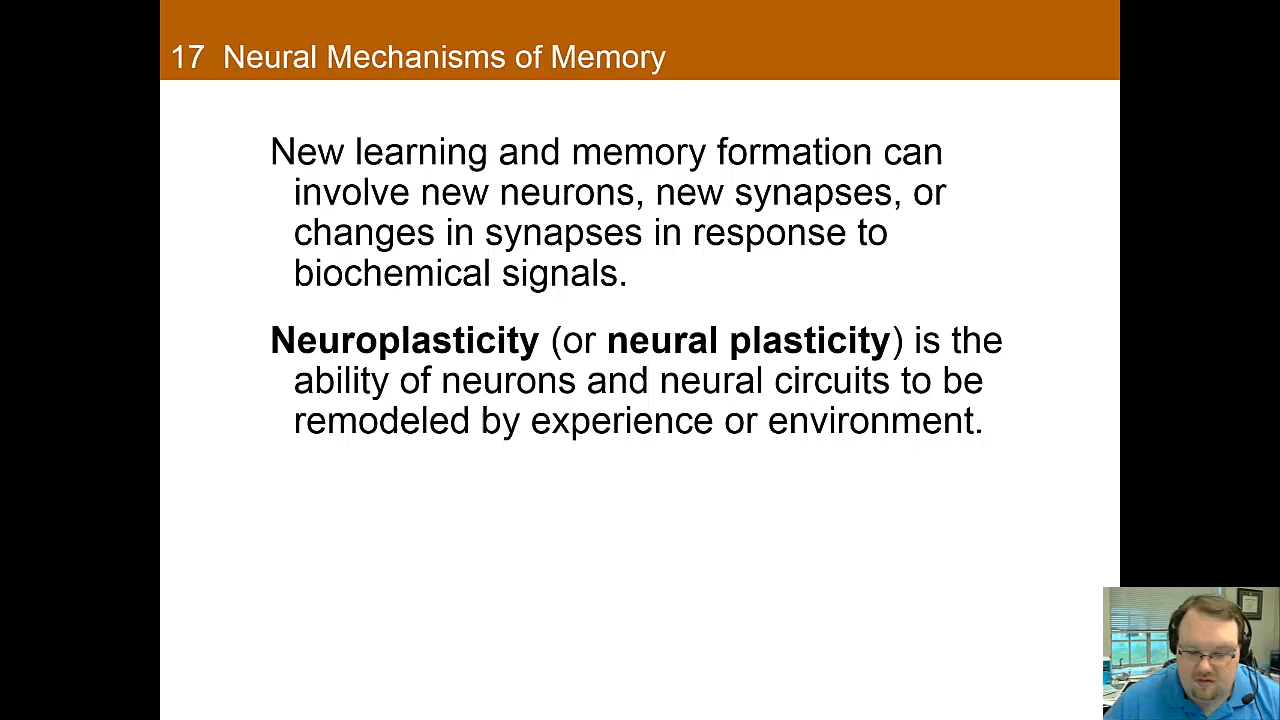 17 Neural Mechanisms of Memory
New learning and memory formation can
involve new neurons, new synapses, or
changes in synapses in response to
biochemical signals.
Neuroplasticity (or neural plasticity) is the
ability of neurons and neural circuits to be
remodeled by experience or environment.